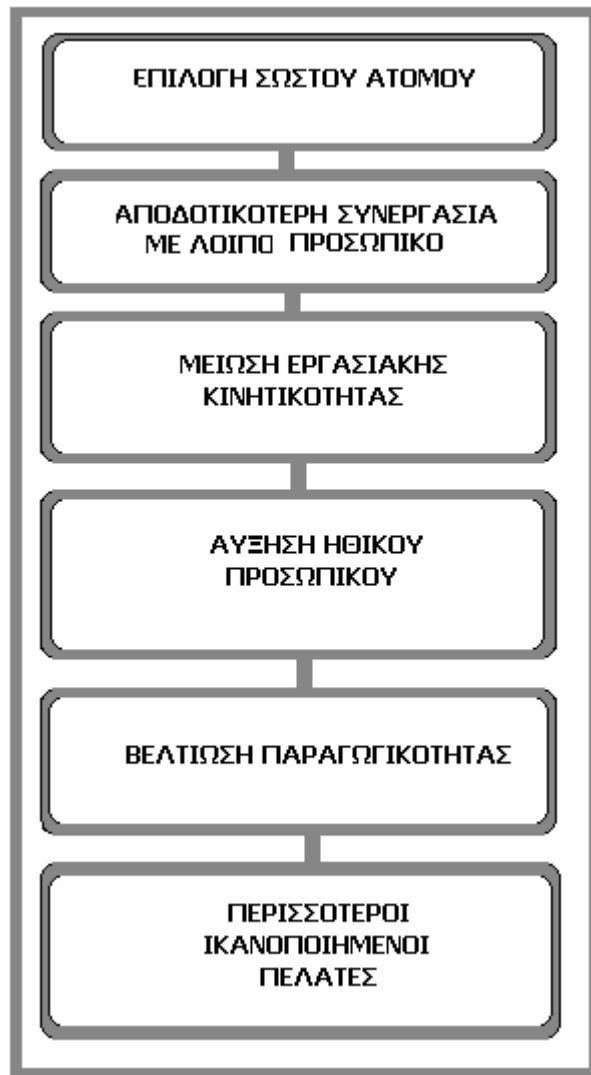 ΕΠΙΛΟΓΗ ΣΩΣΤΟΥ ΑΤΟΜΟΥ
ΑΠΟΔΟΤΙΚΟΤΕΡΗ ΣΥΝΕΡΓΑΣΙΑ
ΜΕ ΛΟΙΠΟ ΠΡΟΣΩΠΙΚΟ
ΜΕΙΩΣΗ ΕΡΓΑΣΙΑΚΗΣ
ΚΙΝΗΤΙΚΟΤΗΤΑΣ
ΑΥΞΗΣΗ ΗΘΙΚΟΥ
ΠΡΟΣΩΠΙΚΟΥ
ΒΕΛΤΙΩΣΗ ΠΑΡΑΓΩΓΙΚΟΤΗΤΑΣ
ΠΕΡΙΣΣΟΤΕΡΟΙ
ΙΚΑΝΟΠΟΙΗΜΕΝΟΙ
ΠΕΛΑΤΕΣ